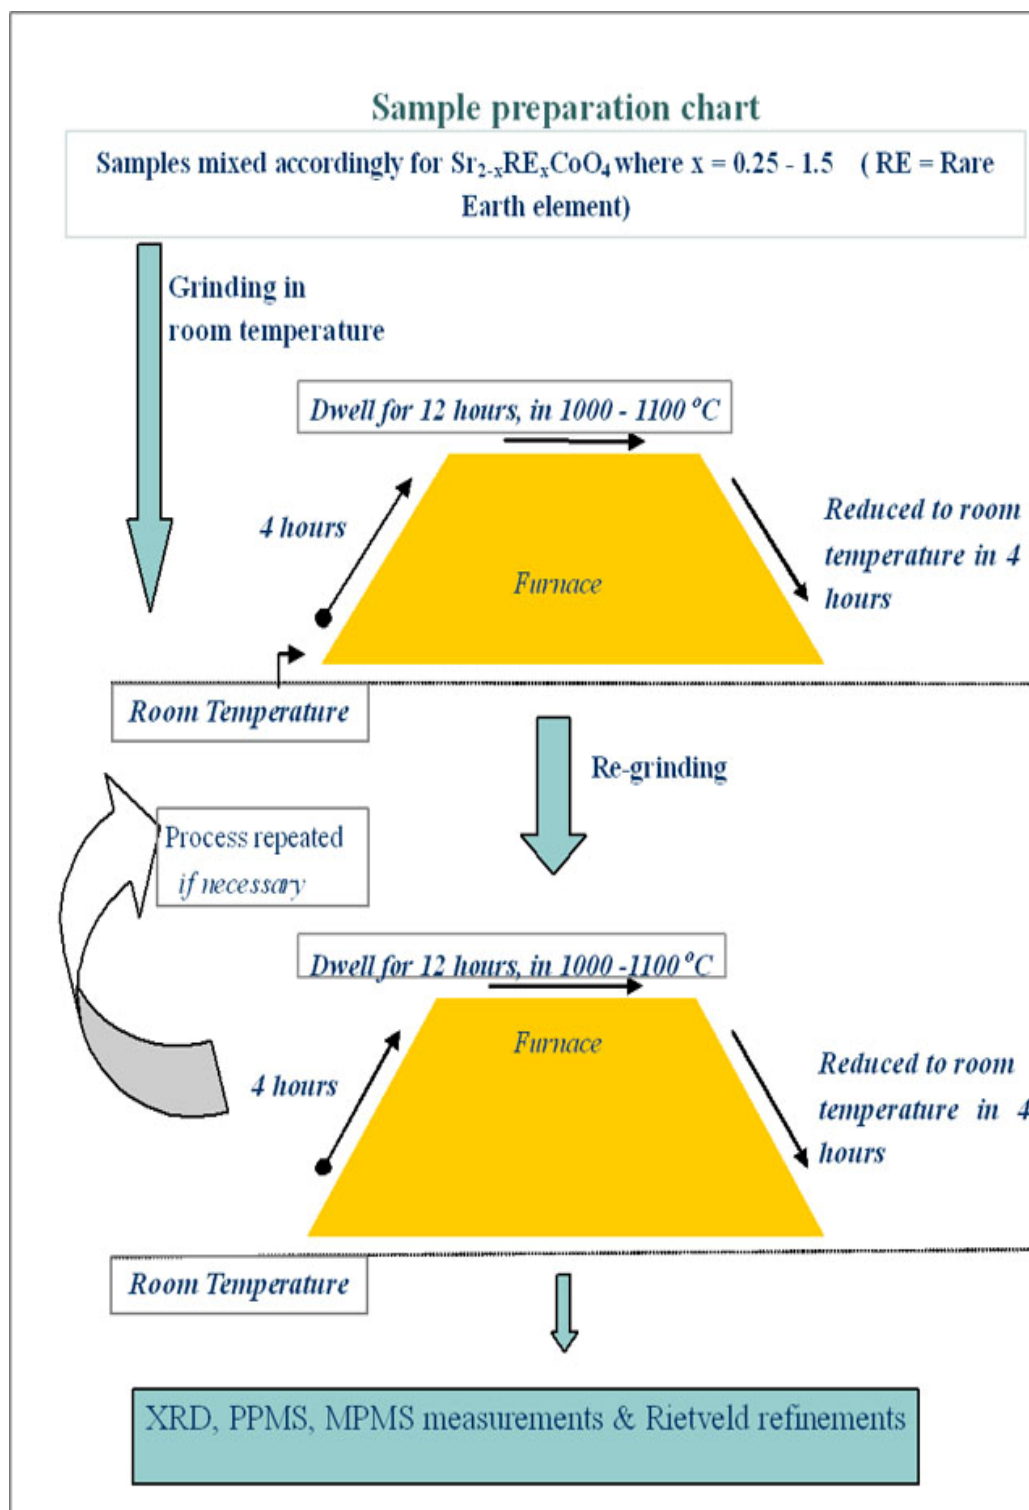 Sample preparation chart
Samples mixed accordingly for Sr₂₋ₓREₓCoO₄ where x = 0.25 - 1.5 ( RE = Rare
Earth element)
Grinding in
room temperature
Dwell for 12 hours, in 1000 - 1100 °C
4 hours
Furnace
Reduced to room
temperature in 4
hours
Room Temperature
Re-grinding
Process repeated
if necessary
Dwell for 12 hours, in 1000 -1100 °C
Furnace
4 hours
Reduced to room
temperature in 4
hours
Room Temperature
XRD, PPMS, MPMS measurements & Rietveld refinements